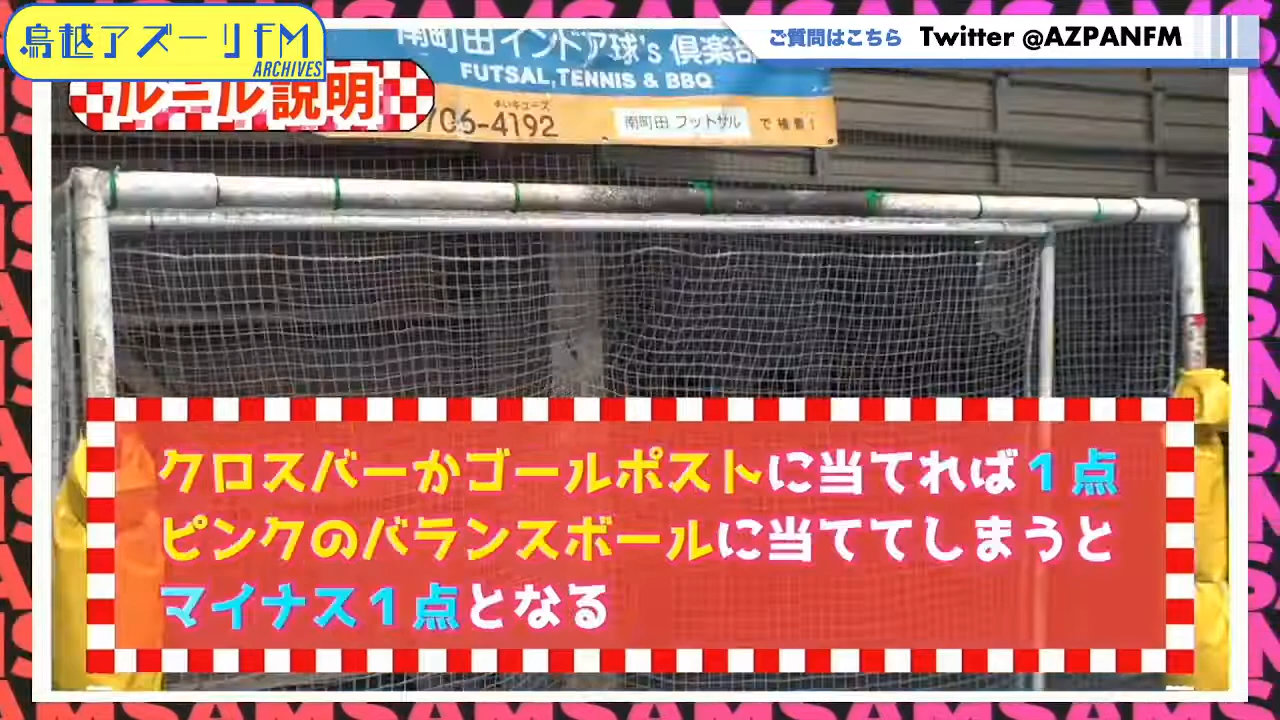 鳥越アズーリFM
ARCHIVES
ご質問はこちら Twitter @AZPANFM
ルール説明
南町田インドア球's 倶楽部
FUTSAL,TENNIS & BBQ
706-4192
南町田 フットサル で検索!
クロスバーかゴールポストに当てれば1点
ピンクのバランスボールに当ててしまうと
マイナス1点となる